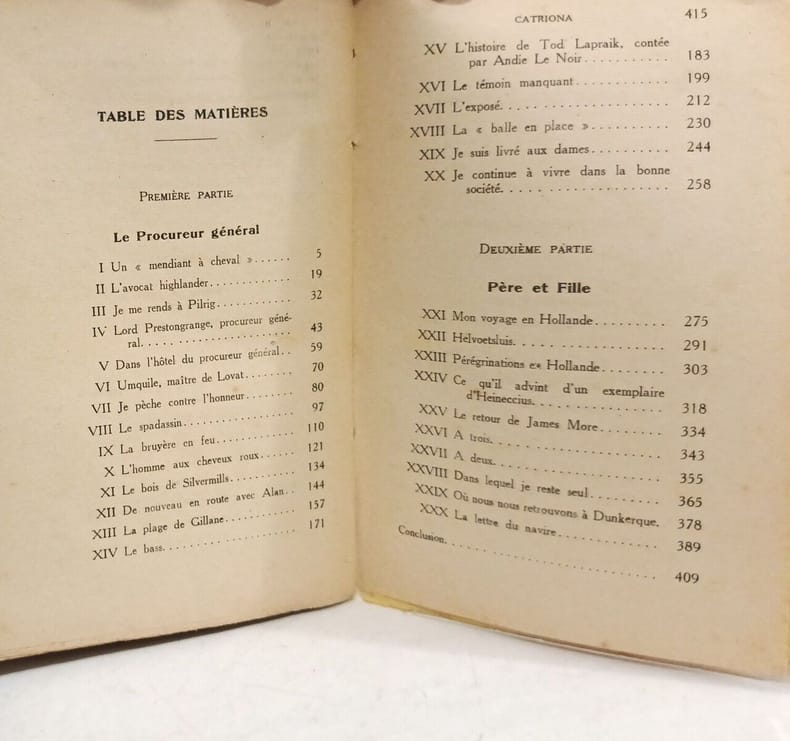 TABLE DES MATIÈRES
PREMIÈRE PARTIE
Le Procureur général
I Un « mendiant à cheval »...... 5
II L'avocat highlander............ 19
III Je me rends à Pilrig............ 32
IV Lord Prestongrange, procureur géné-
ral...................... 43
V Dans l'hôtel du procureur général.. 59
VI Umquile, maître de Lovat........ 70
VII Je pèche contre l'honneur........ 80
VIII Le spadassin................ 97
IX La bruyère en feu............ 110
X L'homme aux cheveux roux...... 121
XI Le bois de Silvermills.......... 134
XII De nouveau en route avec Alan.. 144
XIII La plage de Gillane............ 157
XIV Le bass.................... 171
CATRIONA 415
XV L'histoire de Tod Lapraik, contée
par Andie Le Noir........... 183
XVI Le témoin manquant............ 199
XVII L'exposé.................... 212
XVIII La « balle en place »........... 230
XIX Je suis livré aux dames.......... 244
XX Je continue à vivre dans la bonne
société..................... 258
DEUXIÈME PARTIE
Père et Fille
XXI Mon voyage en Hollande......... 275
XXII Helvoetsluis.................. 291
XXIII Pérégrinations en Hollande........ 303
XXIV Ce qu'il advint d'un exemplaire
d'Heineccius................ 318
XXV Le retour de James More........ 334
XXVI A trois.................... 343
XXVII A deux.................... 355
XXVIII Dans lequel je reste seul........ 365
XXIX Où nous nous retrouvons à Dunkerque. 378
XXX La lettre du navire............ 389
Conclusion........................ 409